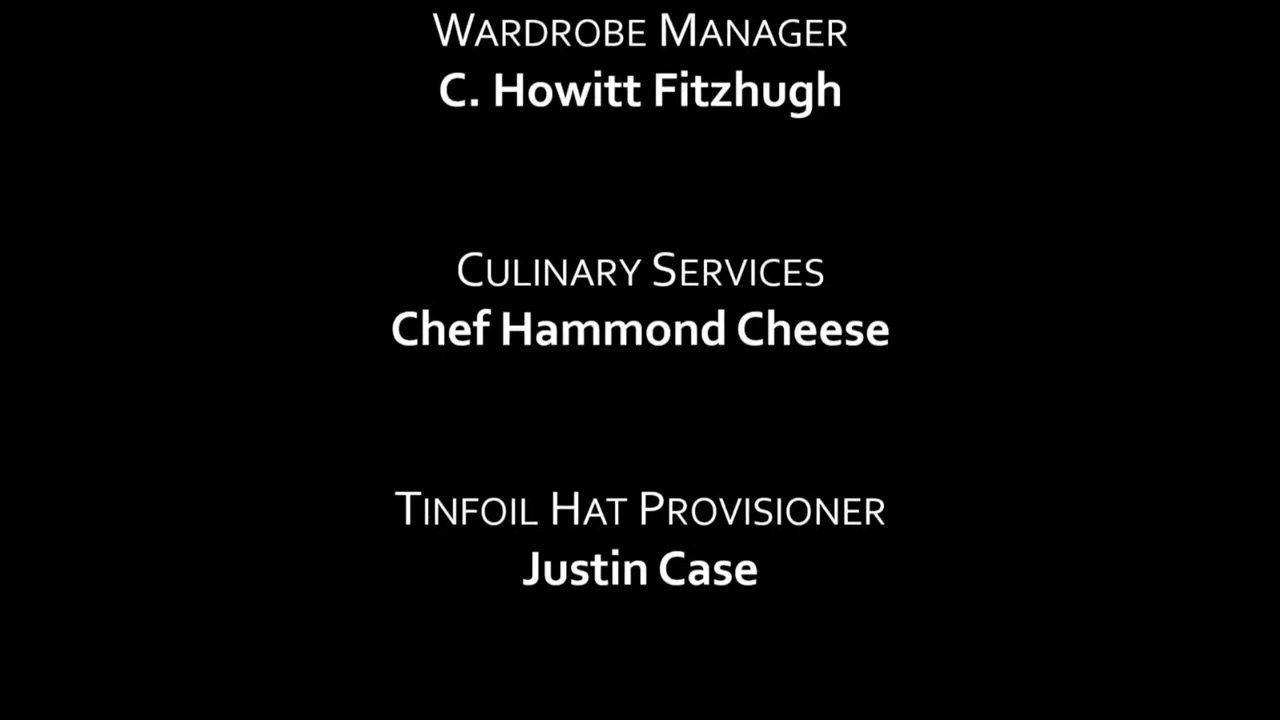 WARDROBE MANAGER
C. Howitt Fitzhugh
CULINARY SERVICES
Chef Hammond Cheese
TINFOIL HAT PROVISIONER
Justin Case